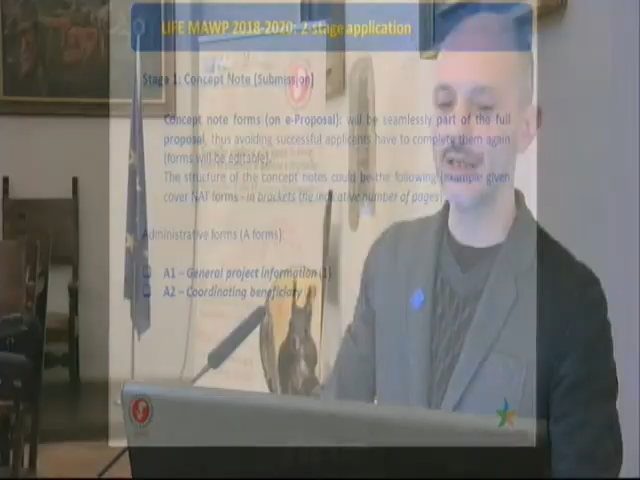 LIFE MAWP 2018-2020: 2 stage application
Stage 1: Concept Note (Submission)
Concept note forms (on e-Proposal): will be seamlessly part of the full
proposal, thus avoiding successful applicants have to complete them again
(forms will be editable).
The structure of the concept notes could be the following (example given
cover NAT forms - in brackets the indicative number of pages)
Administrative forms (A forms)
A1 – General project information (1)
A2 – Coordinating beneficiary